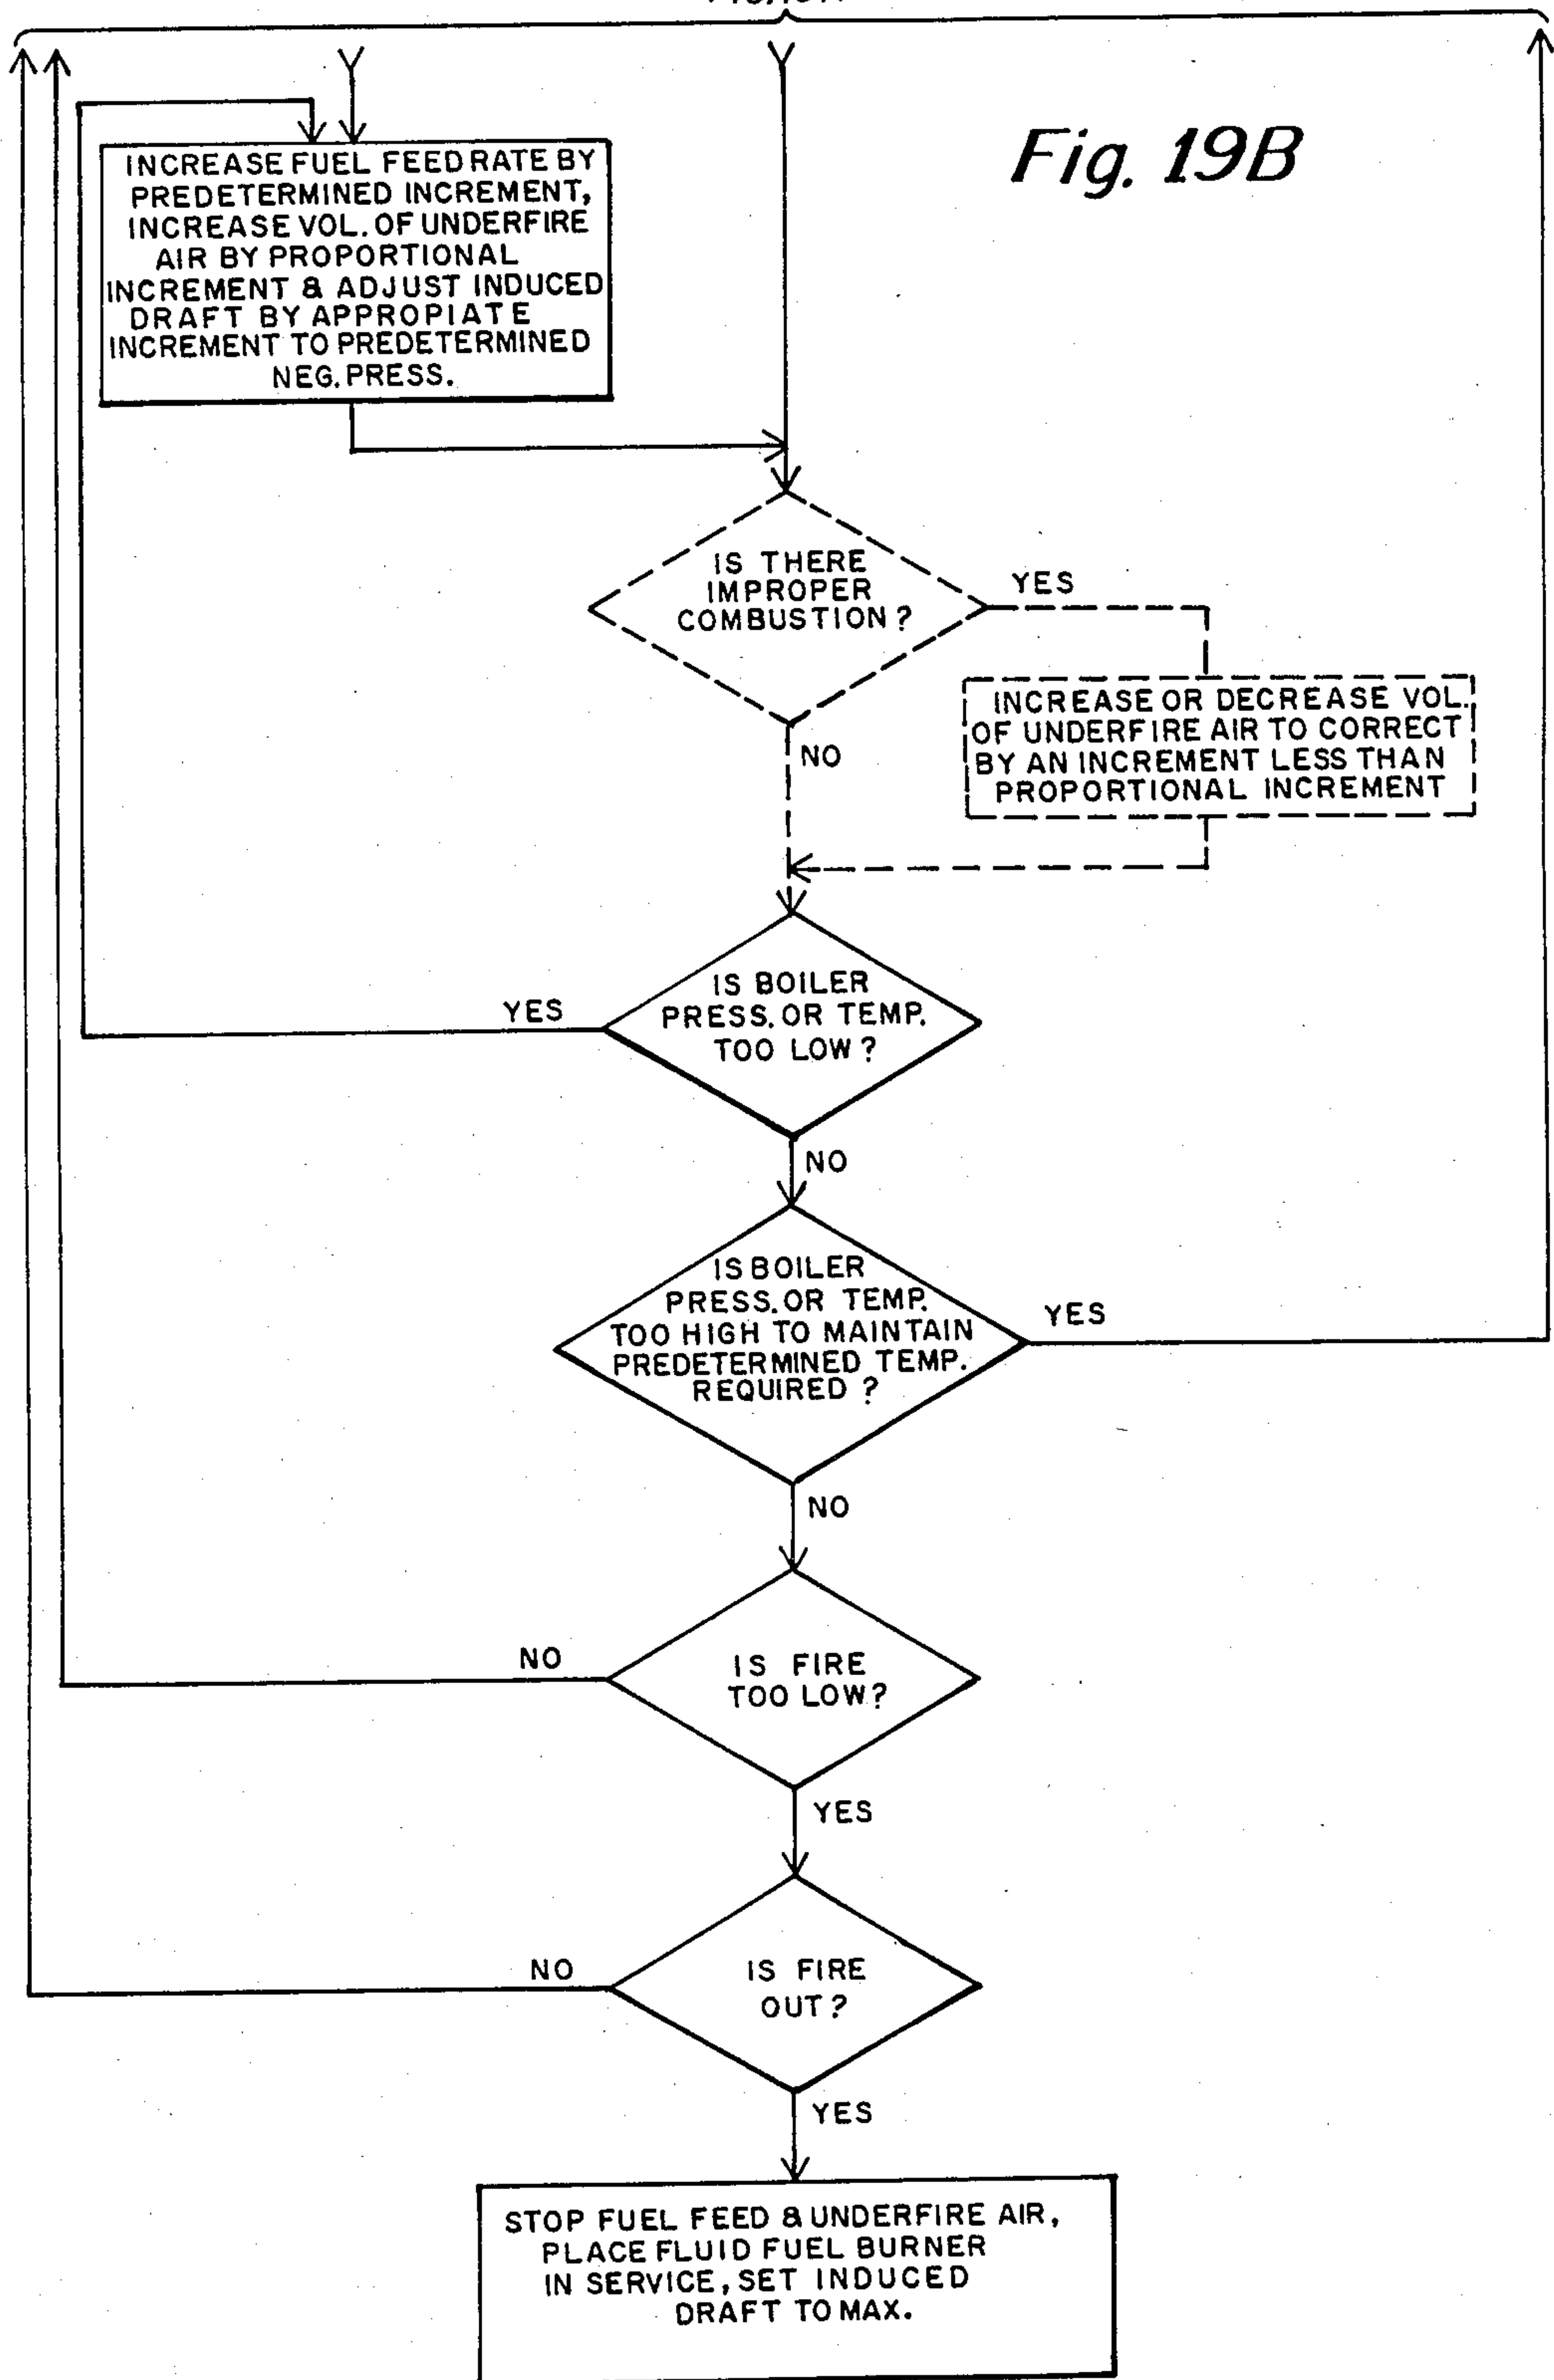 Fig. 19B
INCREASE FUEL FEED RATE BY
PREDETERMINED INCREMENT,
INCREASE VOL. OF UNDERFIRE
AIR BY PROPORTIONAL
INCREMENT & ADJUST INDUCED
DRAFT BY APPROPIATE
INCREMENT TO PREDETERMINED
NEG. PRESS.
IS THERE
IMPROPER
COMBUSTION?
YES
NO
INCREASE OR DECREASE VOL.
OF UNDERFIRE AIR TO CORRECT
BY AN INCREMENT LESS THAN
PROPORTIONAL INCREMENT
IS BOILER
PRESS. OR TEMP.
TOO LOW?
YES
NO
IS BOILER
PRESS. OR TEMP.
TOO HIGH TO MAINTAIN
PREDETERMINED TEMP.
REQUIRED?
YES
NO
IS FIRE
TOO LOW?
NO
YES
IS FIRE
OUT?
NO
YES
STOP FUEL FEED & UNDERFIRE AIR,
PLACE FLUID FUEL BURNER
IN SERVICE, SET INDUCED
DRAFT TO MAX.